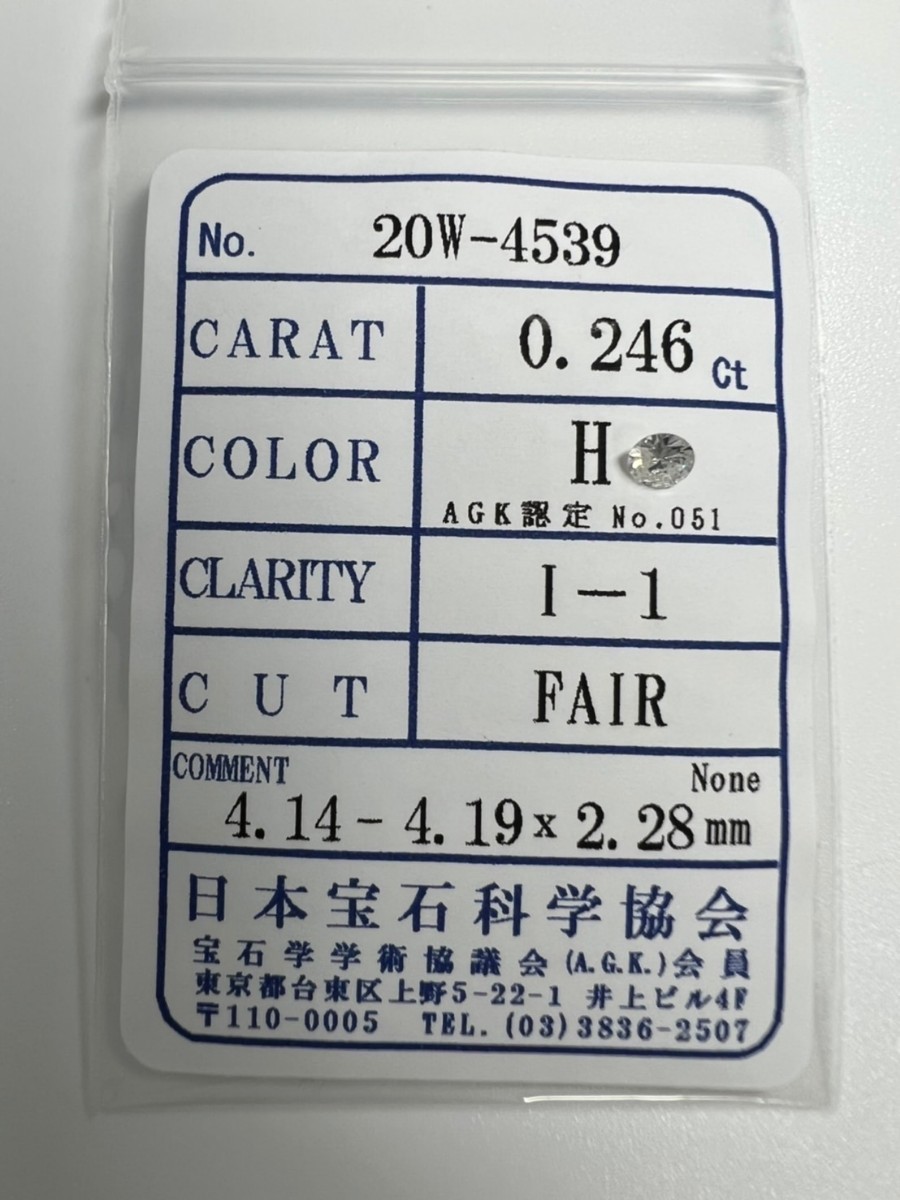 No. 20W-4539
CARAT 0.246 Ct
COLOR H
AGK認定 No.051
CLARITY I-1
CUT FAIR
COMMENT None
4.14 - 4.19 x 2.28 mm
日本宝石科学協会
宝石学学術協議会(A.G.K.)会員
東京都台東区上野5-22-1 井上ビル4F
〒110-0005 TEL.(03)3836-2507